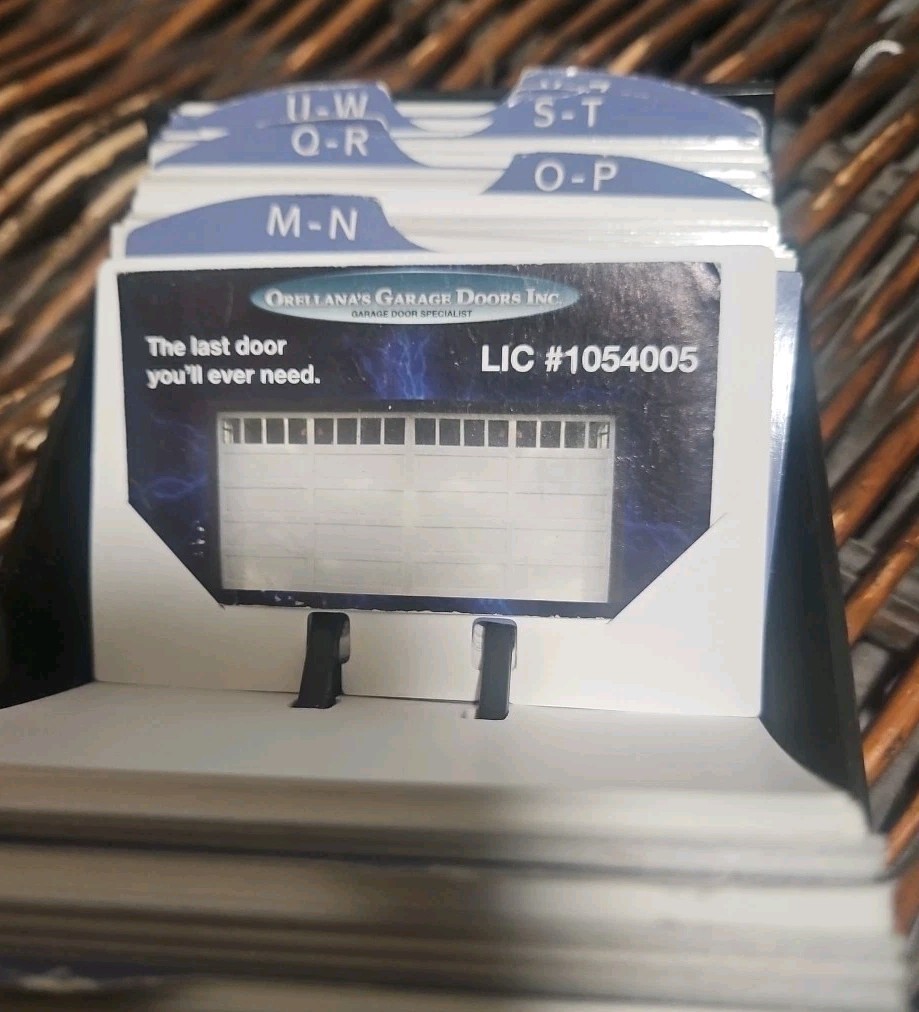 U-W
S-T
Q-R
O-P
M-N
ORELLANA'S GARAGE DOORS INC.
GARAGE DOOR SPECIALIST
The last door
you'll ever need.
LIC #1054005